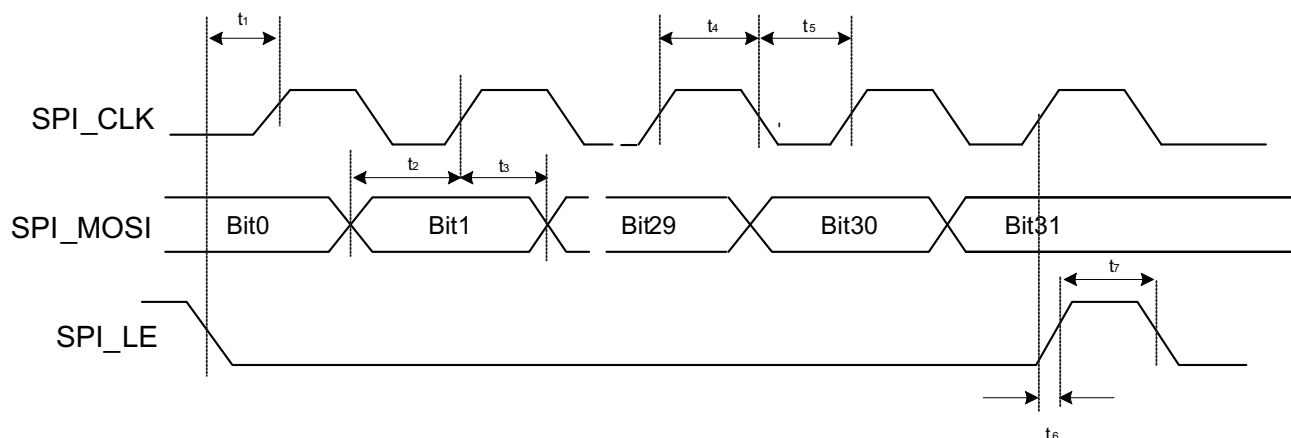 t1
t4
t5
SPI_CLK
t2
t3
SPI_MOSI
Bit0
Bit1
Bit29
Bit30
Bit31
t7
SPI_LE
t6